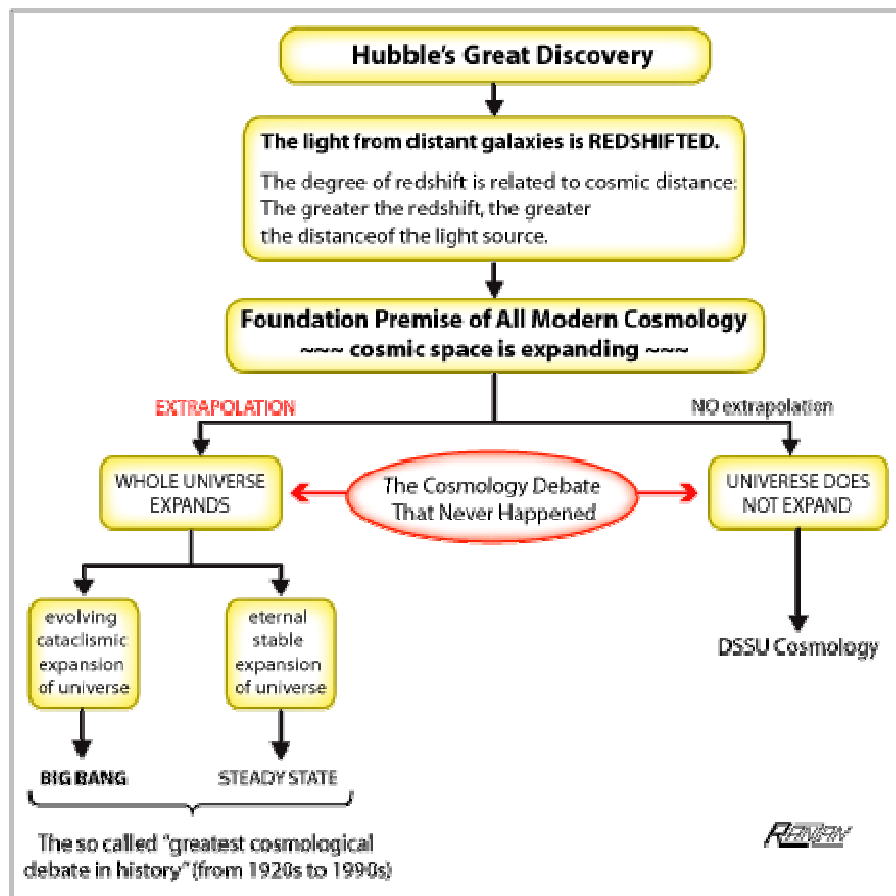 Hubble's Great Discovery
The light from distant galaxies is REDSHIFTED.
The degree of redshift is related to cosmic distance:
The greater the redshift, the greater
the distanceof the light source.
Foundation Premise of All Modern Cosmology
~~~ cosmic space is expanding ~~~
EXTRAPOLATION
NO extrapolation
WHOLE UNIVERSE
EXPANDS
The Cosmology Debate
That Never Happened
UNIVERESE DOES
NOT EXPAND
evolving
cataclismic
expansion
of universe
eternal
stable
expansion
of universe
DSSU Cosmology
BIG BANG
STEADY STATE
The so called "greatest cosmological
debate in history" (from 1920s to 1990s)